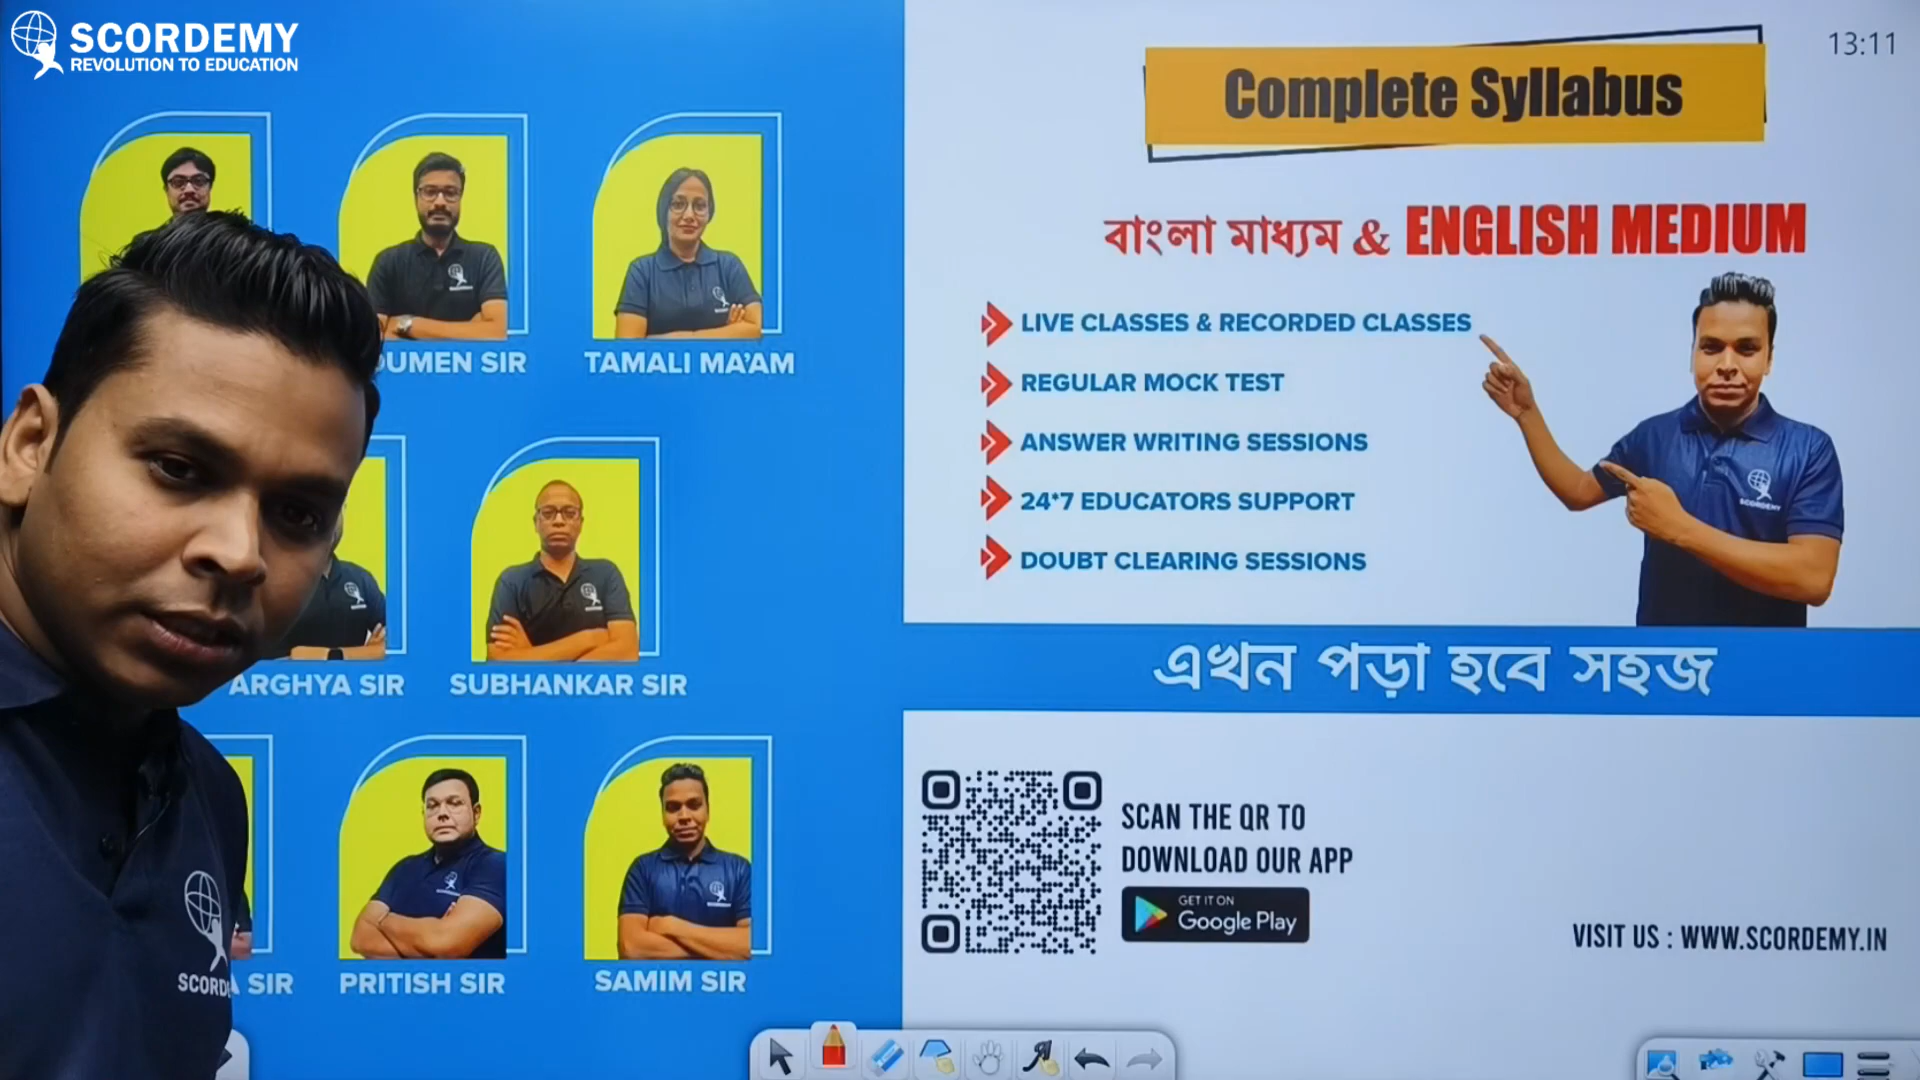 SCORDEMY
REVOLUTION TO EDUCATION
13:11
Complete Syllabus
বাংলা মাধ্যম & ENGLISH MEDIUM
LIVE CLASSES & RECORDED CLASSES
REGULAR MOCK TEST
ANSWER WRITING SESSIONS
24*7 EDUCATORS SUPPORT
DOUBT CLEARING SESSIONS
SCORDEMY
এখন পড়া হবে সহজ
SCAN THE QR TO
DOWNLOAD OUR APP
GET IT ON
Google Play
VISIT US : WWW.SCORDEMY.IN
SIR
TAMALI MA'AM
ARGHYA SIR
SUBHANKAR SIR
SIR
PRITISH SIR
SAMIM SIR